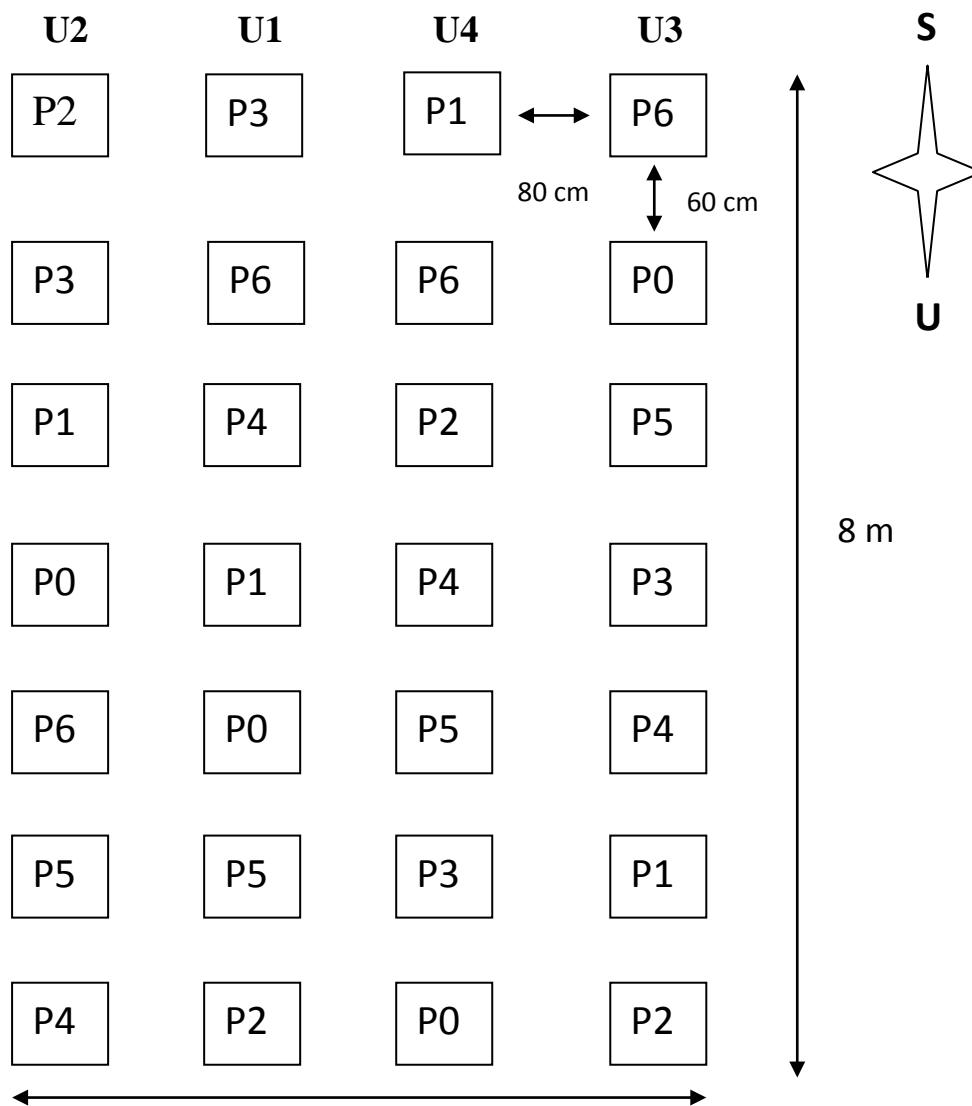 U2 U1 U4 U3 S
P2 P3 P1 P6
80 cm 60 cm
P3 P6 P6 P0
U
P1 P4 P2 P5
8 m
P0 P1 P4 P3
P6 P0 P5 P4
P5 P5 P3 P1
P4 P2 P0 P2